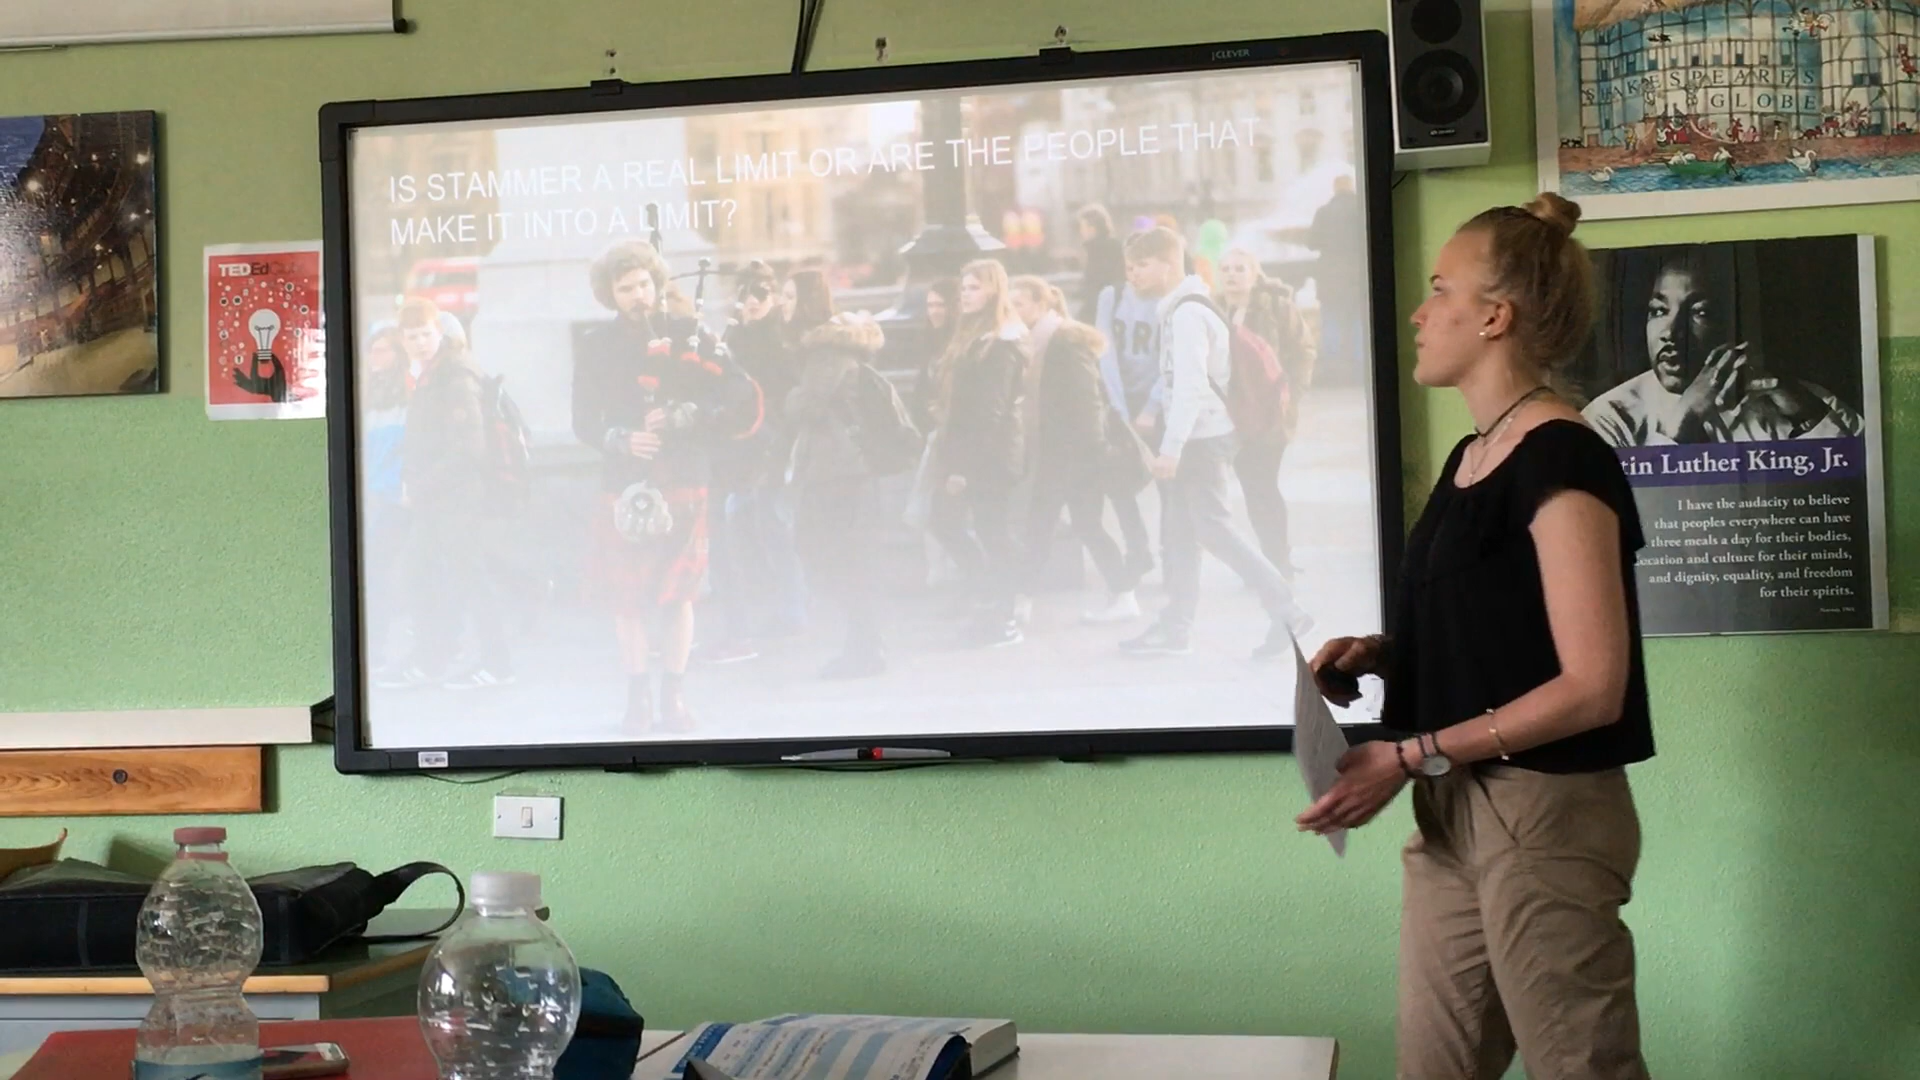 J CLEVER
IS STAMMER A REAL LIMIT OR ARE THE PEOPLE THAT
MAKE IT INTO A LIMIT?
TEDEdClub
SHAKESPEARE'S
GLOBE
tin Luther King, Jr.
I have the audacity to believe
that peoples everywhere can have
three meals a day for their bodies,
ucation and culture for their minds,
and dignity, equality, and freedom
for their spirits.